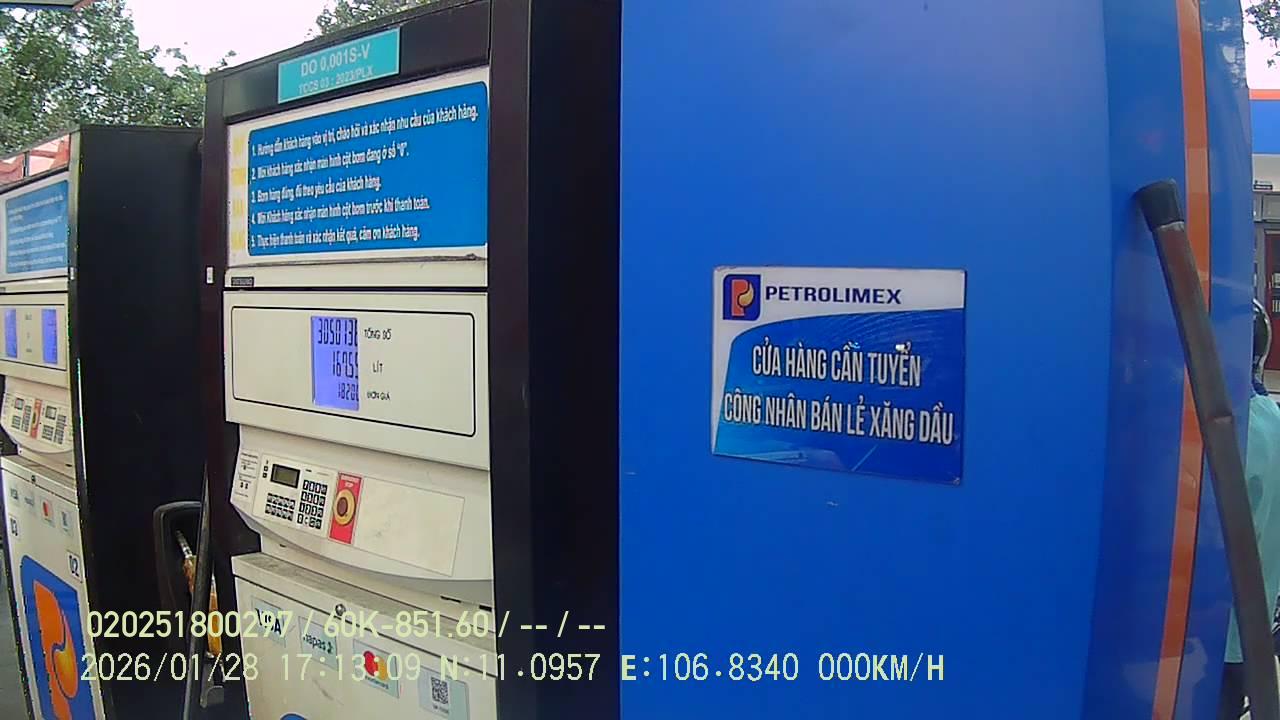 DO 0,001S-V
TCCS 03 : 2023/PLX
1. Hướng dẫn khách hàng vào vị trí, chào hỏi và xác nhận nhu cầu của khách hàng.
2. Mời khách hàng xác nhận màn hình cột bơm đang ở số "0".
3. Bơm hàng đúng, đủ theo yêu cầu của khách hàng.
4. Mời Khách hàng xác nhận màn hình cột bơm trước khi thanh toán.
5. Thực hiện thanh toán và xác nhận kết quả, cảm ơn khách hàng.
TỔNG SỐ
LÍT
ĐƠN GIÁ
PETROLIMEX
CỬA HÀNG CẦN TUYỂN
CÔNG NHÂN BÁN LẺ XĂNG DẦU
VISA
napas
02
020251800297 / 60K-851.60 / -- / --
2026/01/28 17:13:09 N:11.0957 E:106.8340 000KM/H